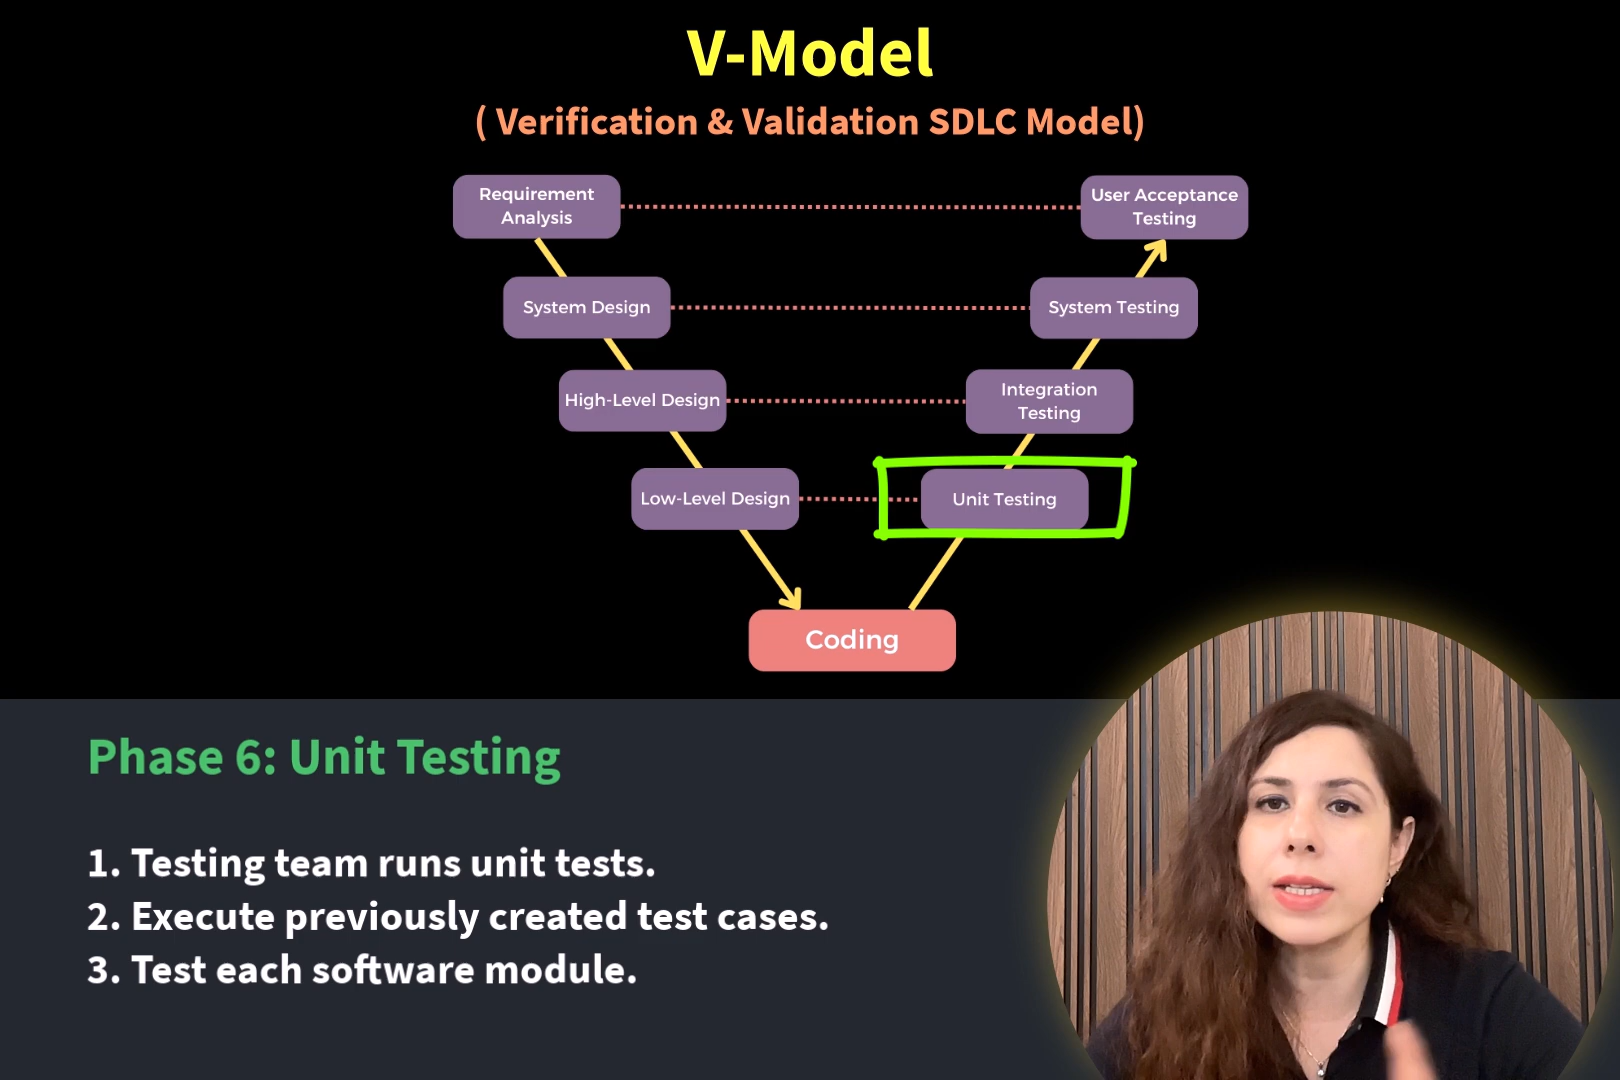 V-Model
( Verification & Validation SDLC Model)
Requirement
Analysis
User Acceptance
Testing
System Design
System Testing
High-Level Design
Integration
Testing
Low-Level Design
Unit Testing
Coding
Phase 6: Unit Testing
1. Testing team runs unit tests.
2. Execute previously created test cases.
3. Test each software module.